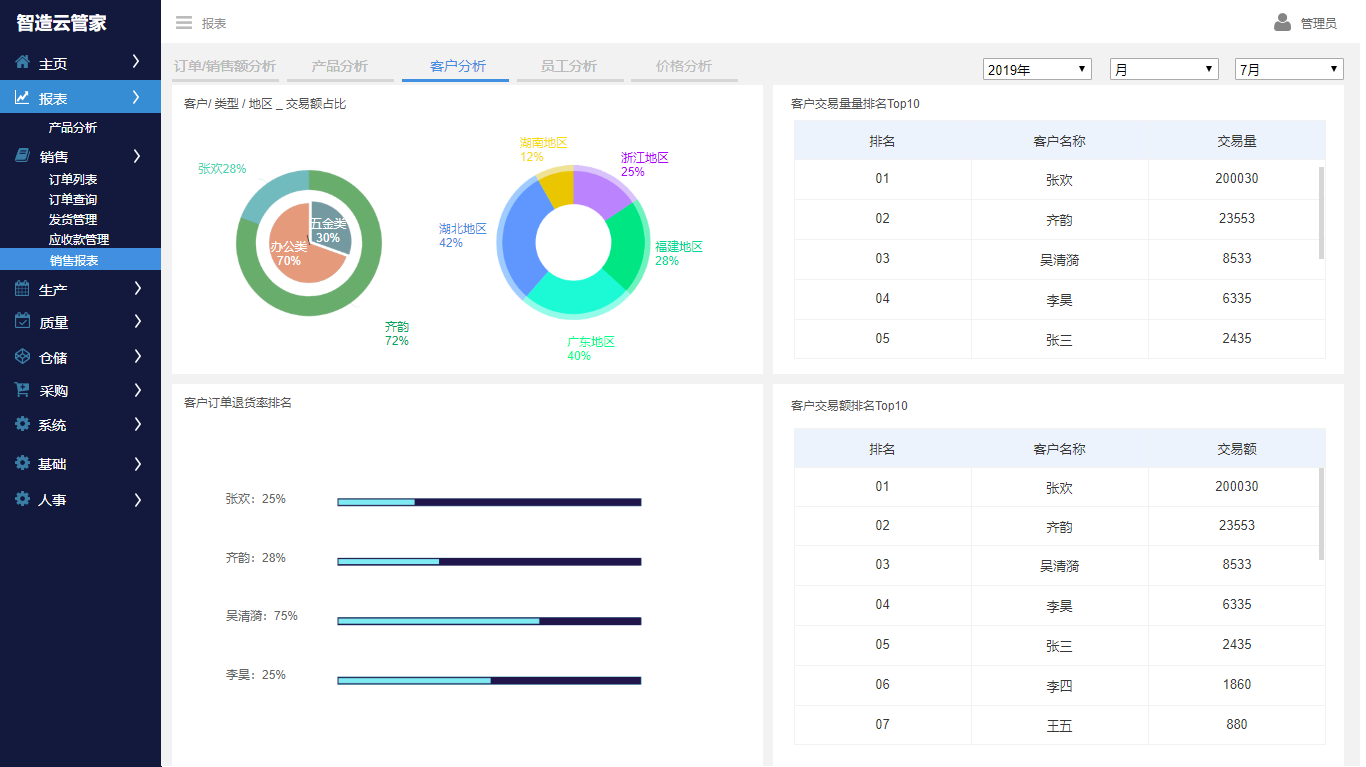 智造云管家
报表
管理员
主页
报表
产品分析
销售
订单列表
订单查询
发货管理
应收款管理
销售报表
生产
质量
仓储
采购
系统
基础
人事
订单/销售额分析
产品分析
客户分析
员工分析
价格分析
2019年
月
7月
客户/ 类型 / 地区 _ 交易额占比
张欢28%
五金类
30%
办公类
70%
齐韵
72%
湖南地区
12%
浙江地区
25%
湖北地区
42%
福建地区
28%
广东地区
40%
客户交易量量排名Top10
排名 客户名称 交易量
01 张欢 200030
02 齐韵 23553
03 吴清漪 8533
04 李昊 6335
05 张三 2435
客户订单退货率排名
张欢：25%
齐韵：28%
吴清漪：75%
李昊：25%
客户交易额排名Top10
排名 客户名称 交易额
01 张欢 200030
02 齐韵 23553
03 吴清漪 8533
04 李昊 6335
05 张三 2435
06 李四 1860
07 王五 880